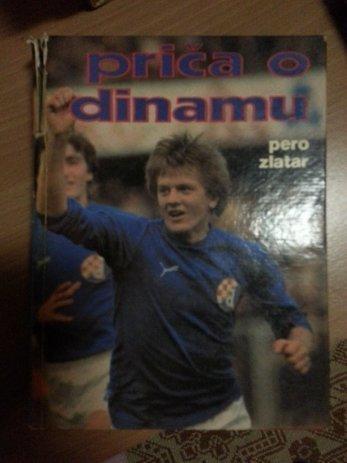 priča o
dinamu
pero
zlatar